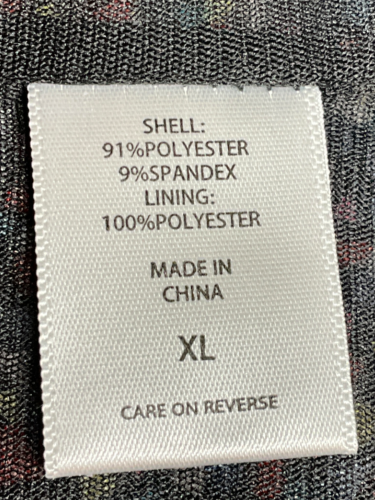 SHELL:
91%POLYESTER
9%SPANDEX
LINING:
100%POLYESTER
MADE IN
CHINA
XL
CARE ON REVERSE